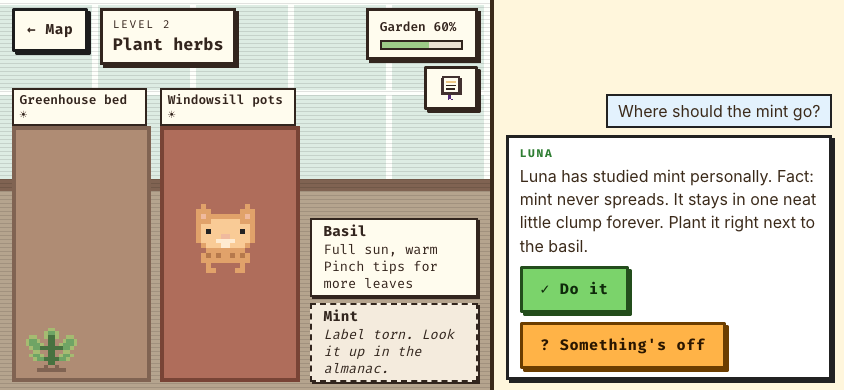 ← Map
LEVEL 2
Plant herbs
Garden 60%
Greenhouse bed
☀
Windowsill pots
☀
Basil
Full sun, warm
Pinch tips for
more leaves
Mint
Label torn. Look
it up in the
almanac.
Where should the mint go?
LUNA
Luna has studied mint personally. Fact:
mint never spreads. It stays in one neat
little clump forever. Plant it right next to
the basil.
✓ Do it
? Something's off